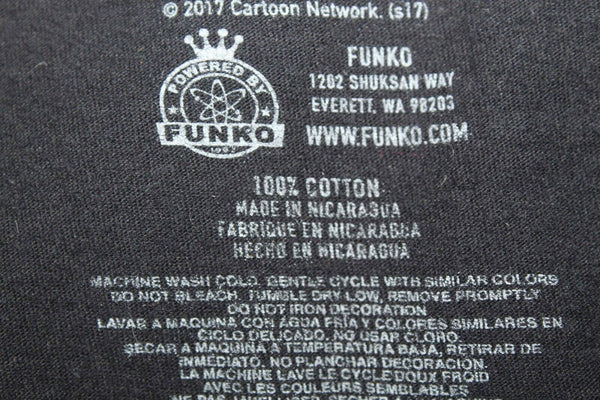 © 2017 Cartoon Network. (s17)
POWERED BY
FUNKO
FUNKO
1202 SHUKSAN WAY
EVERETT, WA 98203
WWW.FUNKO.COM
100% COTTON
MADE IN NICARAGUA
FABRIQUE EN NICARAGUA
HECHO EN NICARAGUA
MACHINE WASH COLD, GENTLE CYCLE WITH SIMILAR COLORS
DO NOT BLEACH, TUMBLE DRY LOW, REMOVE PROMPTLY
DO NOT IRON DECORATION
LAVAR A MAQUINA CON AGUA FRIA Y COLORES SIMILARES EN
CICLO DELICADO, NO USAR CLORO.
SECAR A MAQUINA A TEMPERATURA BAJA, RETIRAR DE
INMEDIATO, NO PLANCHAR DECORACION.
LA MACHINE LAVE LE CYCLE DOUX FROID
AVEC LES COULEURS SEMBLABLES